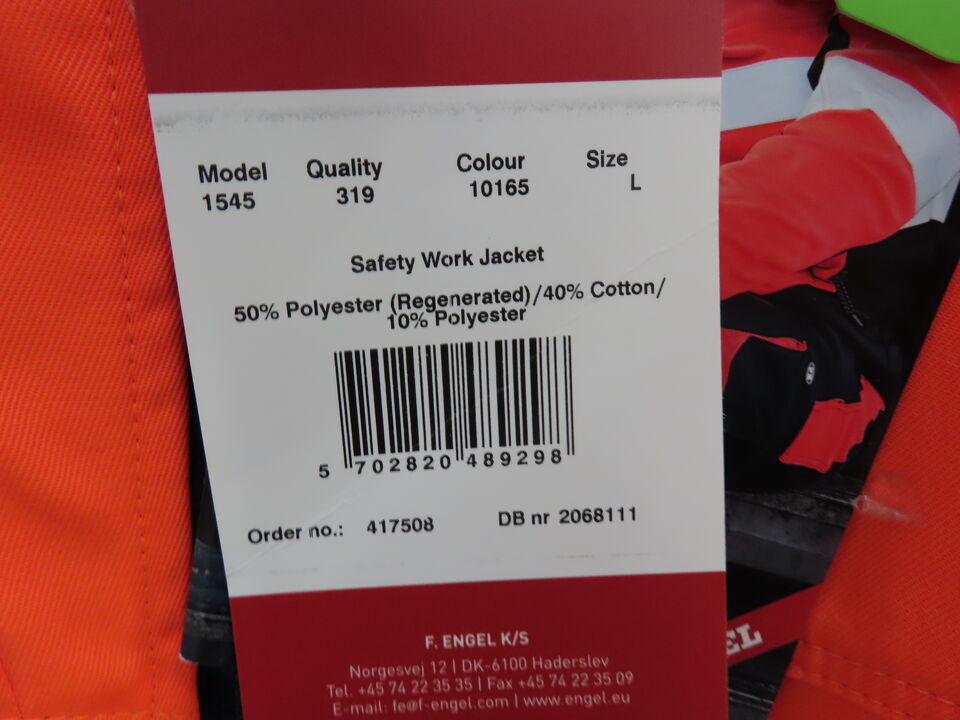 Model Quality Colour Size
1545 319 10165 L
Safety Work Jacket
50% Polyester (Regenerated)/40% Cotton/
10% Polyester
5 702820 489298
Order no.: 417508 DB nr 2068111
F. ENGEL K/S
Norgesvej 12 | DK-6100 Haderslev
Tel. +45 74 22 35 35 | Fax +45 74 22 35 09
E-mail: fe@f-engel.com | www.engel.eu